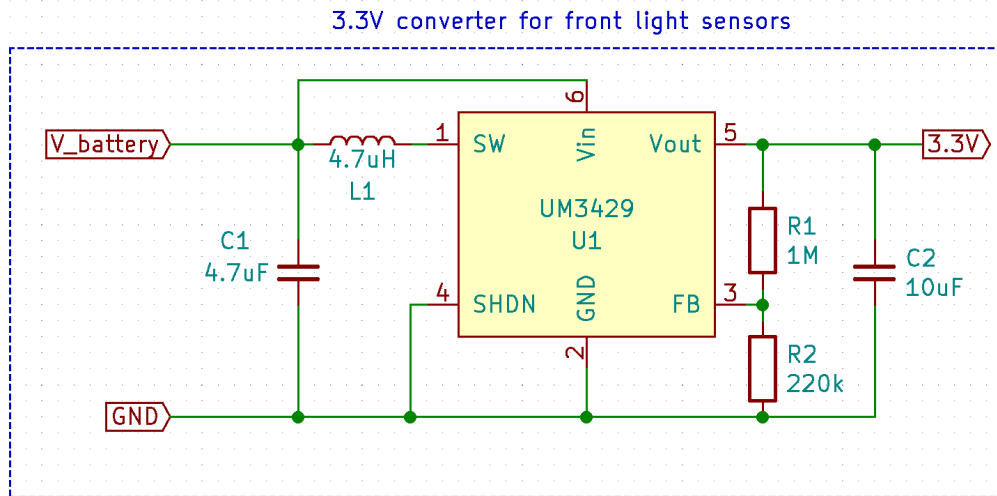 3.3V converter for front light sensors
6
V_battery
1
SW
Vin
Vout
5
3.3V
4.7uH
L1
UM3429
U1
C1
4.7uF
R1
1M
C2
10uF
4
SHDN
GND
FB
3
2
R2
220k
GND